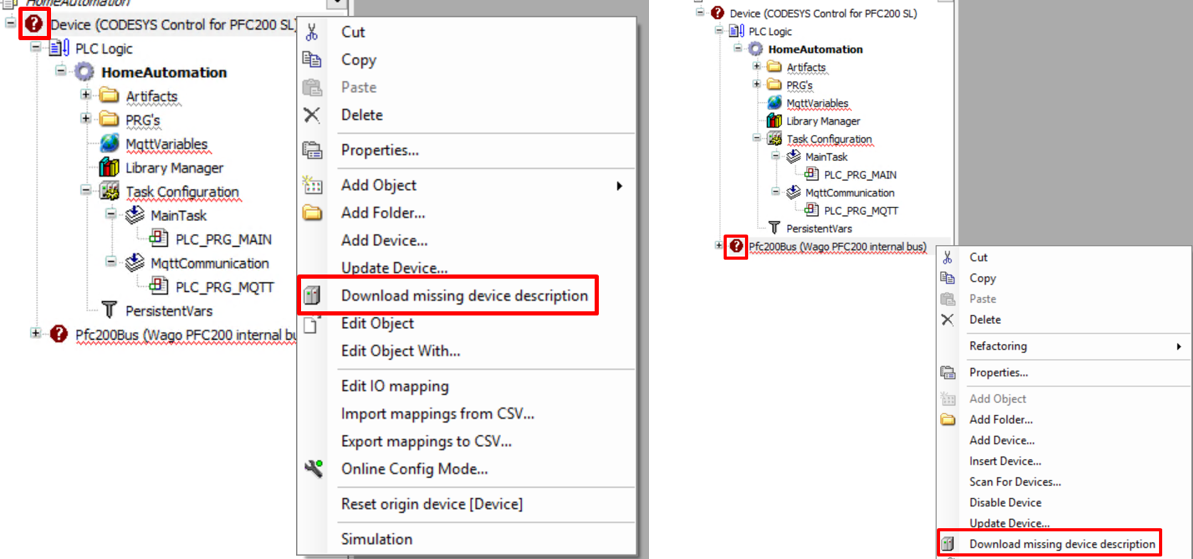 HomeAutomation
Device (CODESYS Control for PFC200 SL)
PLC Logic
HomeAutomation
Artifacts
PRG's
MqttVariables
Library Manager
Task Configuration
MainTask
PLC_PRG_MAIN
MqttCommunication
PLC_PRG_MQTT
PersistentVars
Pfc200Bus (Wago PFC200 internal bu
Cut
Copy
Paste
Delete
Properties...
Add Object
Add Folder...
Add Device...
Update Device...
Download missing device description
Edit Object
Edit Object With...
Edit IO mapping
Import mappings from CSV...
Export mappings to CSV...
Online Config Mode...
Reset origin device [Device]
Simulation
Device (CODESYS Control for PFC200 SL)
PLC Logic
HomeAutomation
Artifacts
PRG's
MqttVariables
Library Manager
Task Configuration
MainTask
PLC_PRG_MAIN
MqttCommunication
PLC_PRG_MQTT
PersistentVars
Pfc200Bus (Wago PFC200 internal bus)
Cut
Copy
Paste
Delete
Refactoring
Properties...
Add Object
Add Folder...
Add Device...
Insert Device...
Scan For Devices...
Disable Device
Update Device...
Download missing device description